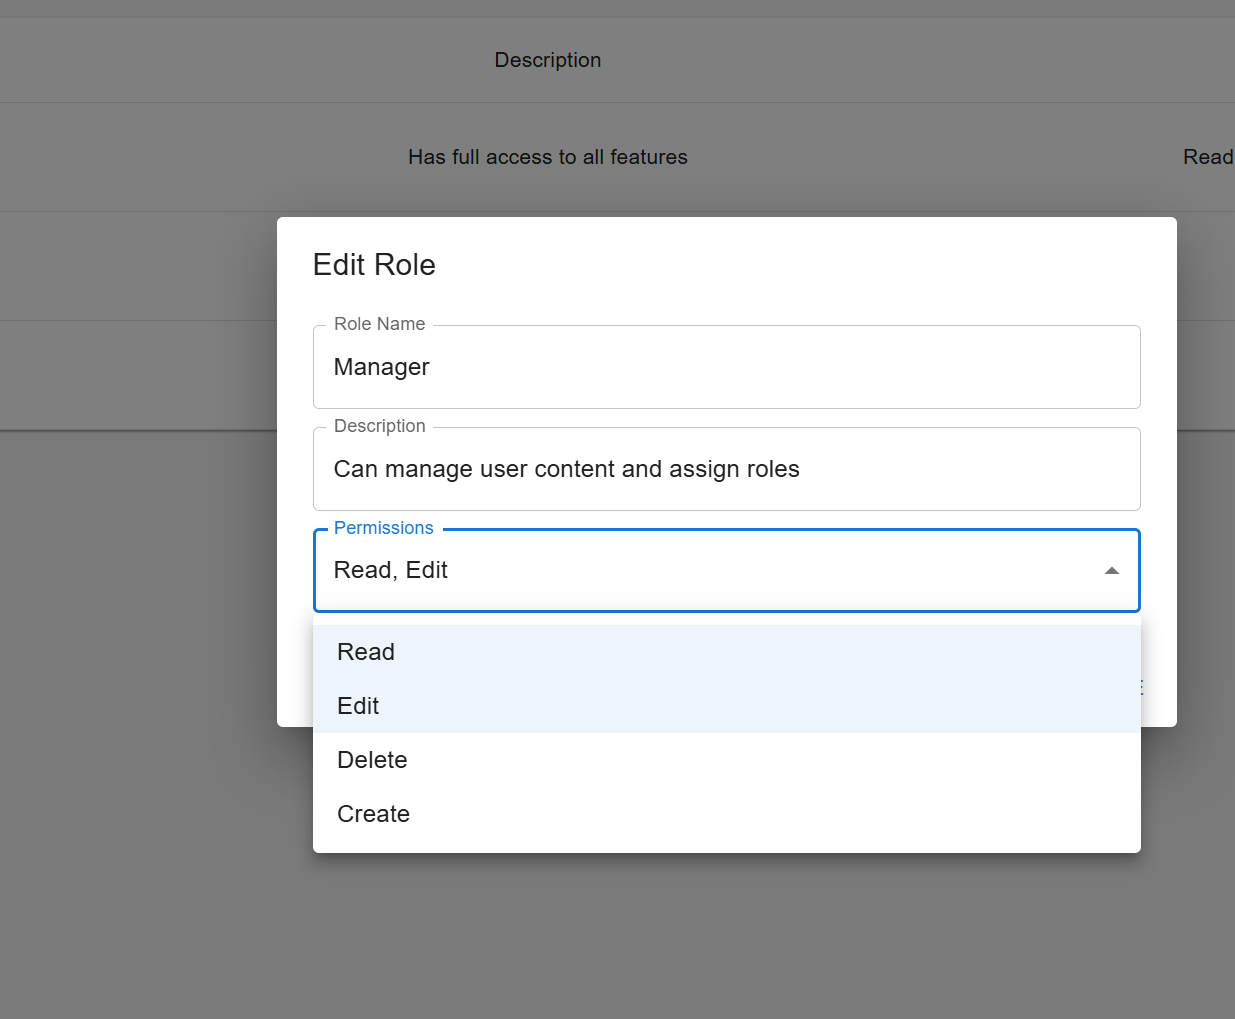 Description
Has full access to all features
Read
Edit Role
Role Name
Manager
Description
Can manage user content and assign roles
Permissions
Read, Edit
Read
Edit
Delete
Create